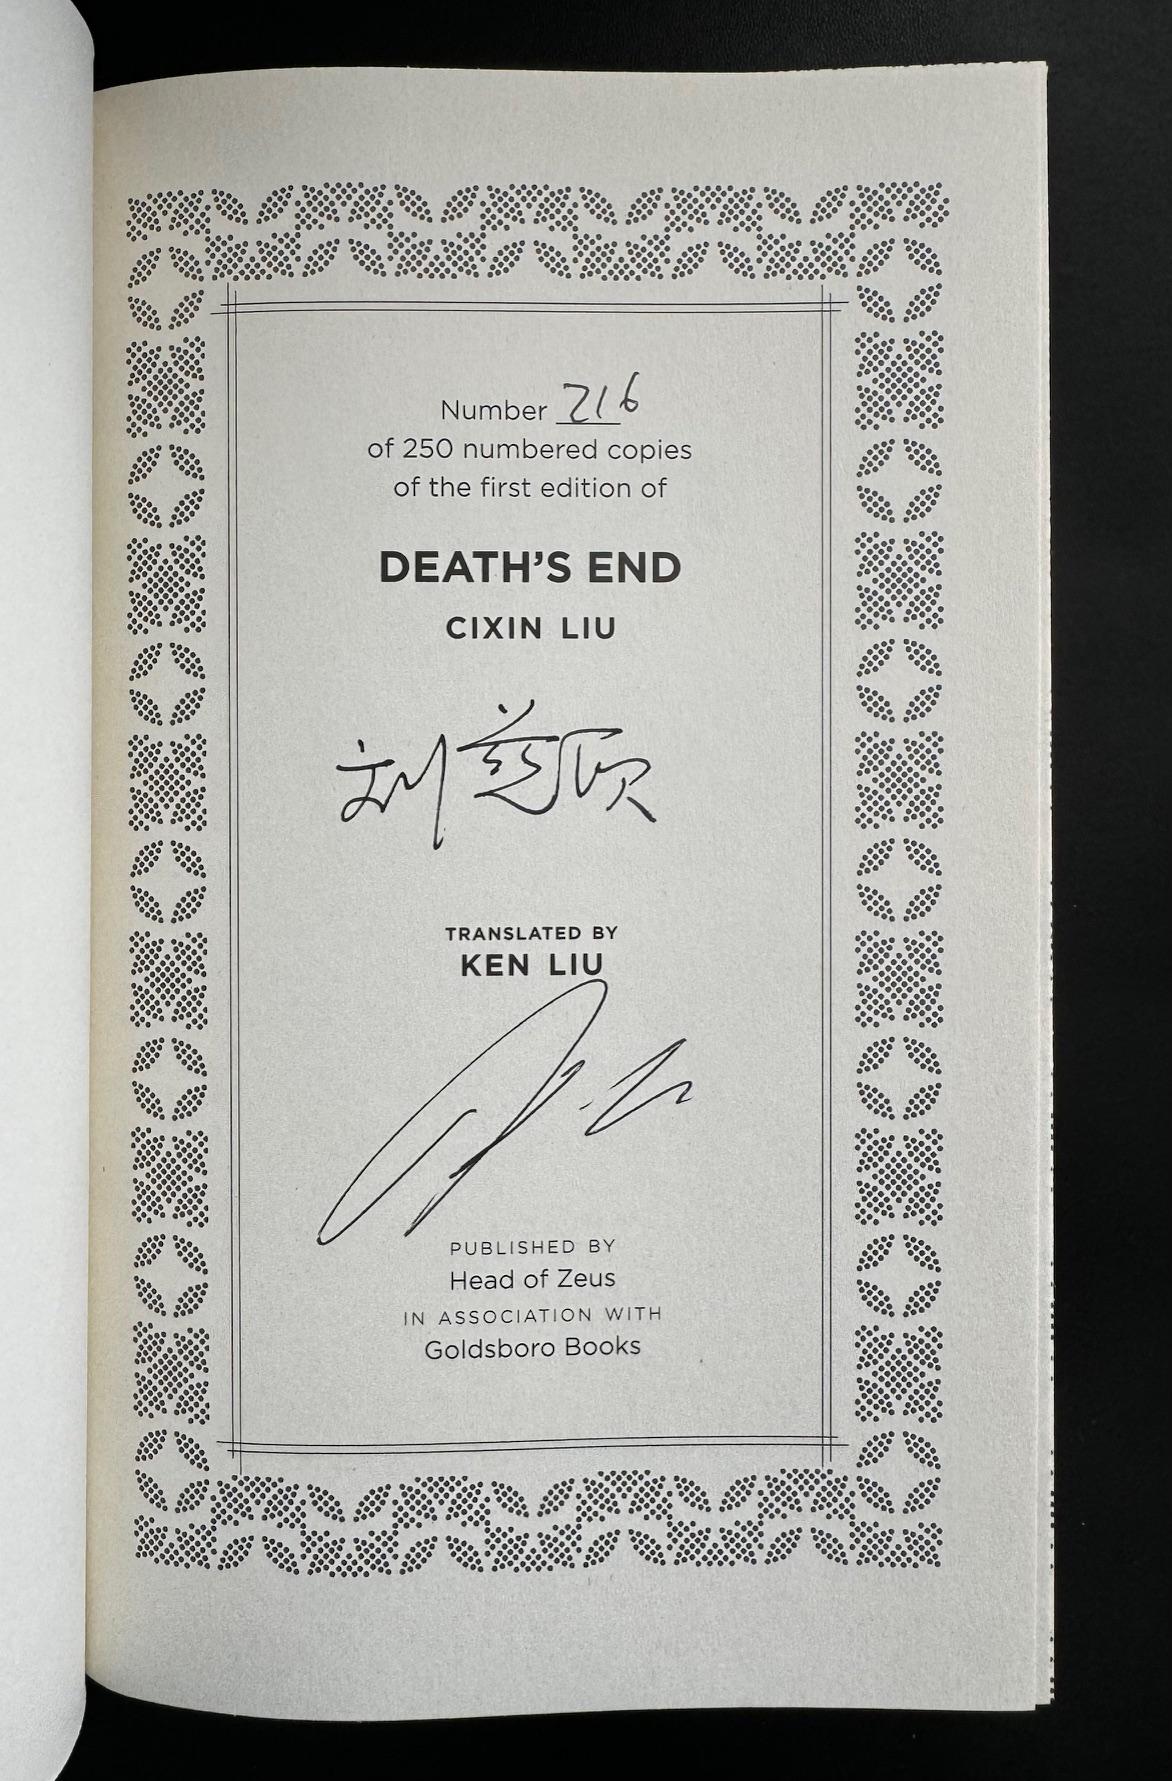 Number 216
of 250 numbered copies
of the first edition of
DEATH'S END
CIXIN LIU
刘慈欣
TRANSLATED BY
KEN LIU
PUBLISHED BY
Head of Zeus
IN ASSOCIATION WITH
Goldsboro Books